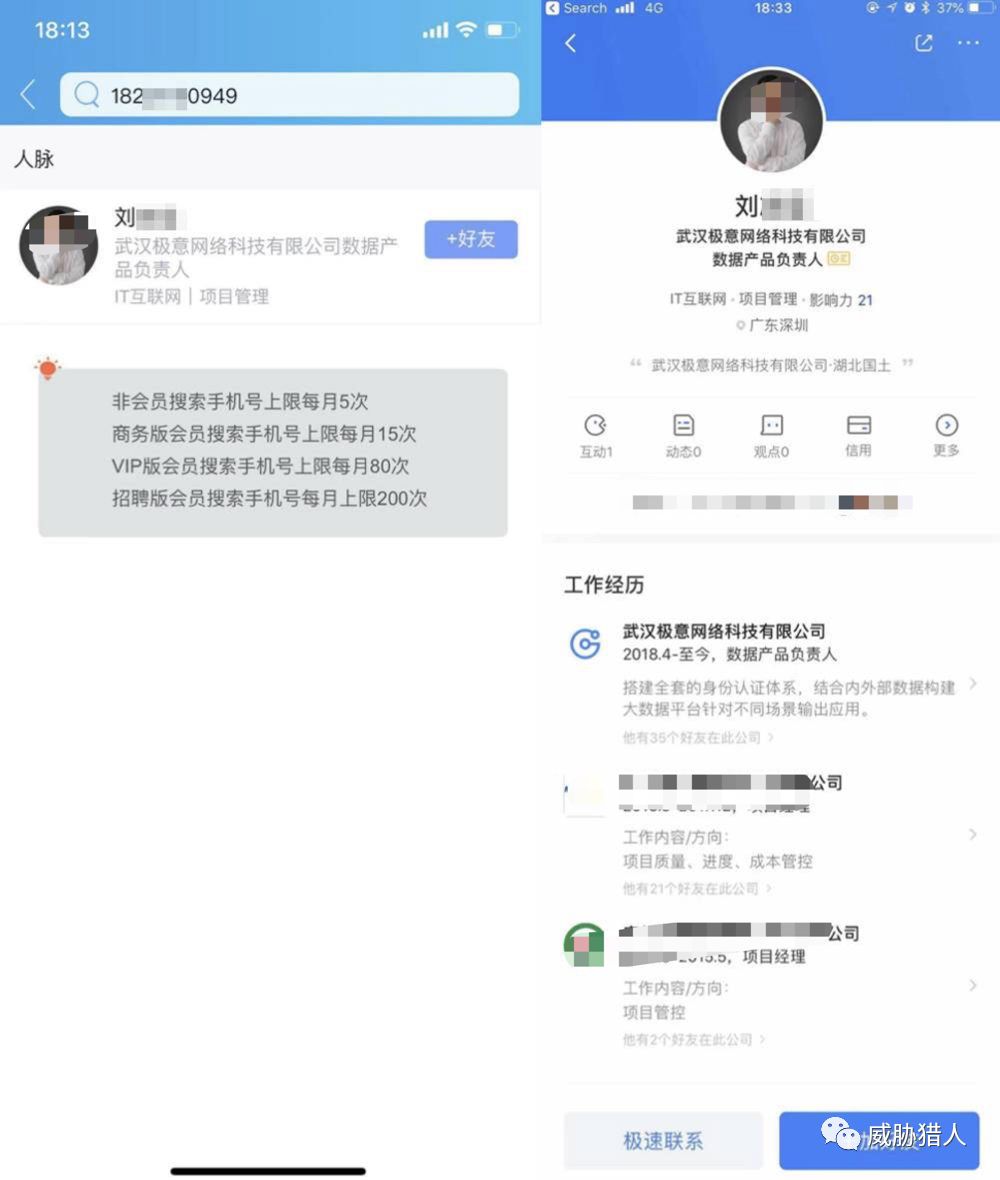 18:13
182
0949
人脉
刘
武汉极意网络科技有限公司数据产
品负责人
IT互联网｜项目管理
+好友
非会员搜索手机号上限每月5次
商务版会员搜索手机号上限每月15次
VIP版会员搜索手机号上限每月80次
招聘版会员搜索手机号每月上限200次
Search 4G 18:33 37%
刘
武汉极意网络科技有限公司
数据产品负责人
IT互联网·项目管理·影响力 21
广东深圳
“ 武汉极意网络科技有限公司·湖北国土 ”
互动1
动态0
观点0
信用
更多
工作经历
武汉极意网络科技有限公司
2018.4-至今，数据产品负责人
搭建全套的身份认证体系，结合内外部数据构建
大数据平台针对不同场景输出应用。
他有35个好友在此公司
公司
项目经理
工作内容/方向：
项目质量、进度、成本管控
他有21个好友在此公司
公司
2015.5，项目经理
工作内容/方向：
项目管控
他有2个好友在此公司
极速联系
威胁猎人